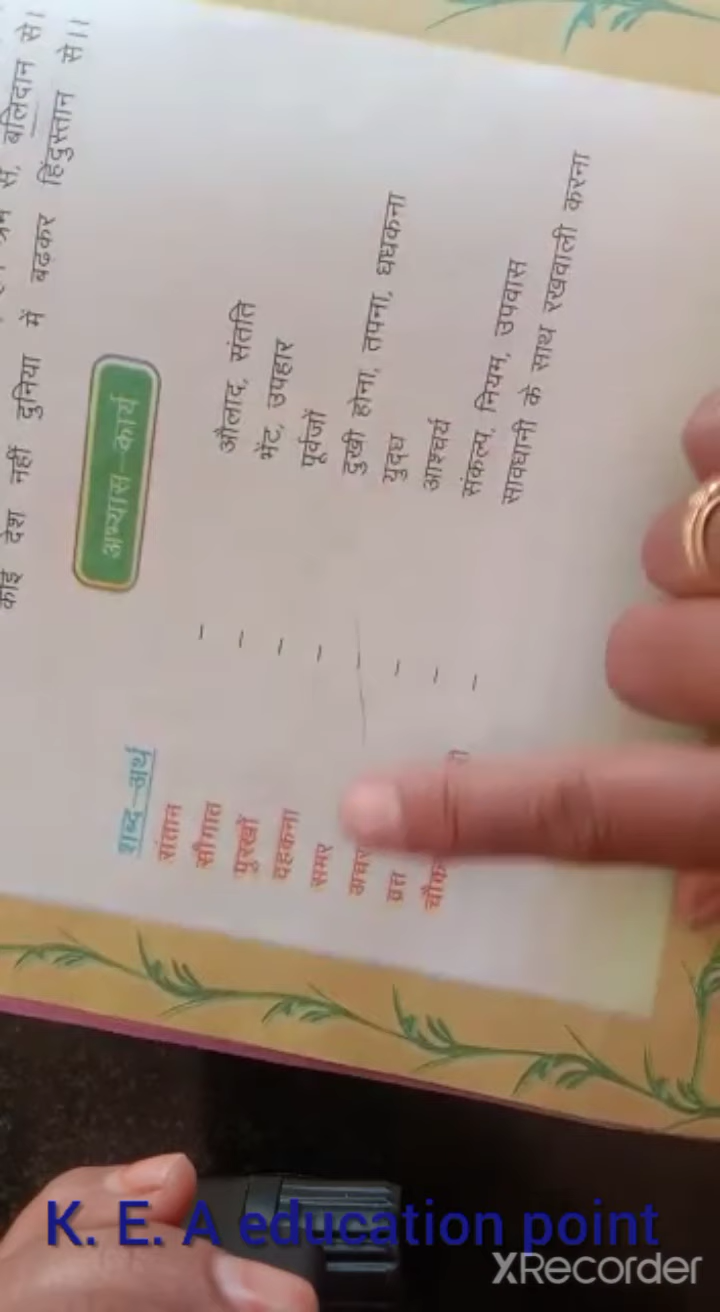 से, बलिदान से।
कोई देश नहीं दुनिया में बढ़कर हिंदुस्तान से।।
अभ्यास–कार्य
शब्द–अर्थ
संतान – औलाद, संतति
सौगात – भेंट, उपहार
पुरखों – पूर्वजों
दहकना – दुखी होना, तपना, धधकना
समर – युद्ध
– आश्चर्य
व्रत – संकल्प, नियम, उपवास
– सावधानी के साथ रखवाली करना
K. E. A education point
XRecorder